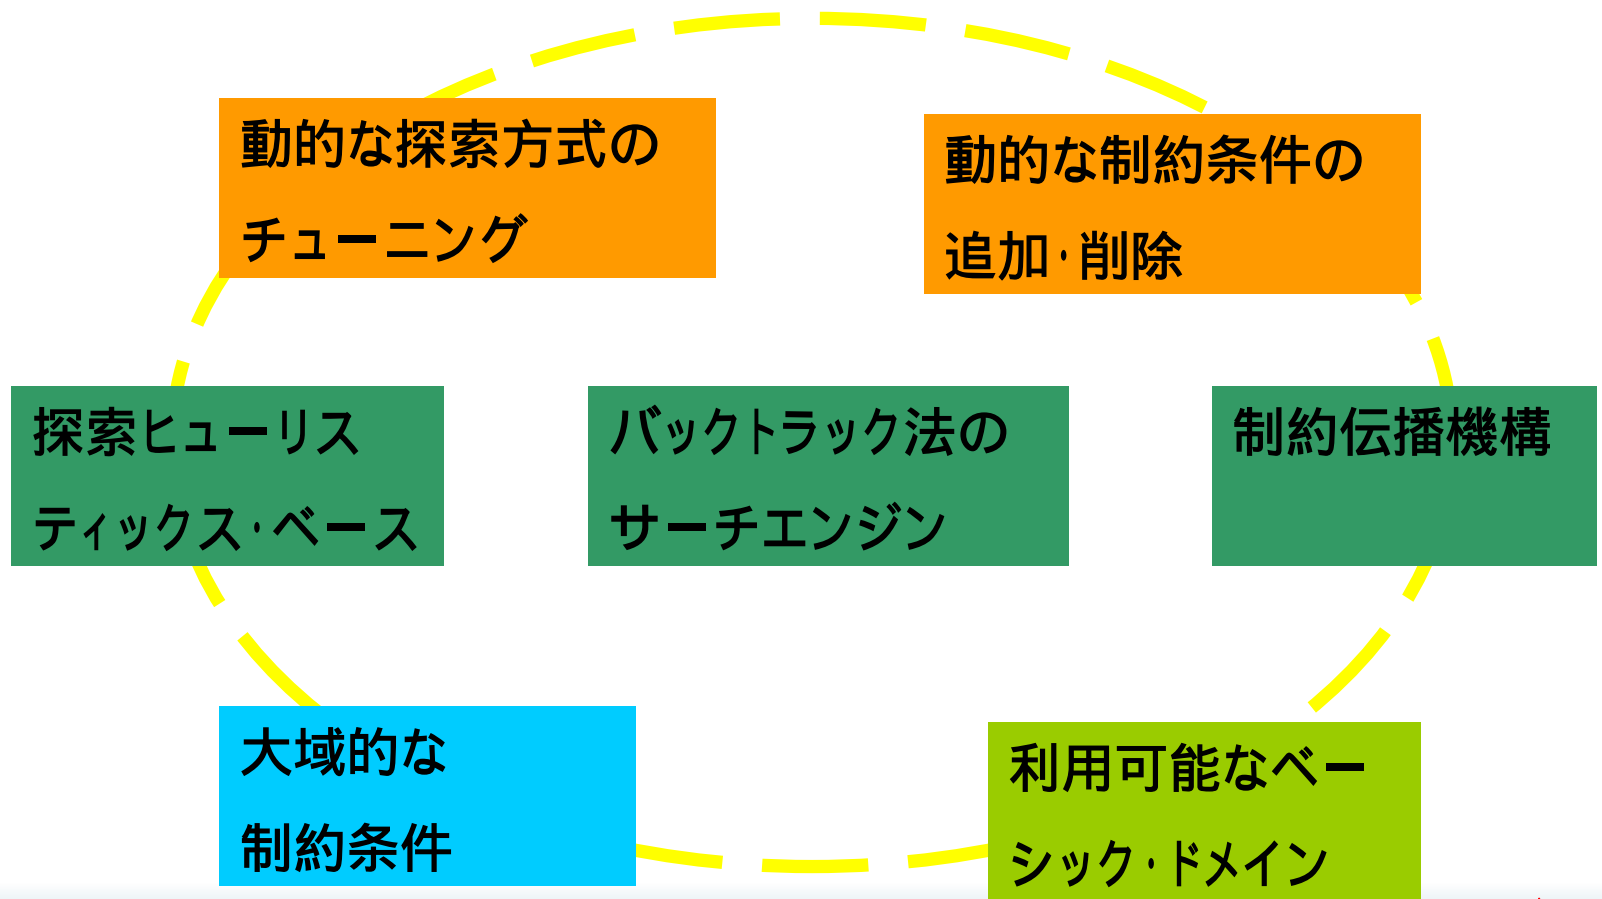 動的な探索方式の
チューニング
動的な制約条件の
追加･削除
探索ヒューリス
ティックス･ベース
バックトラック法の
サーチエンジン
制約伝播機構
大域的な
制約条件
利用可能なベー
シック･ドメイン